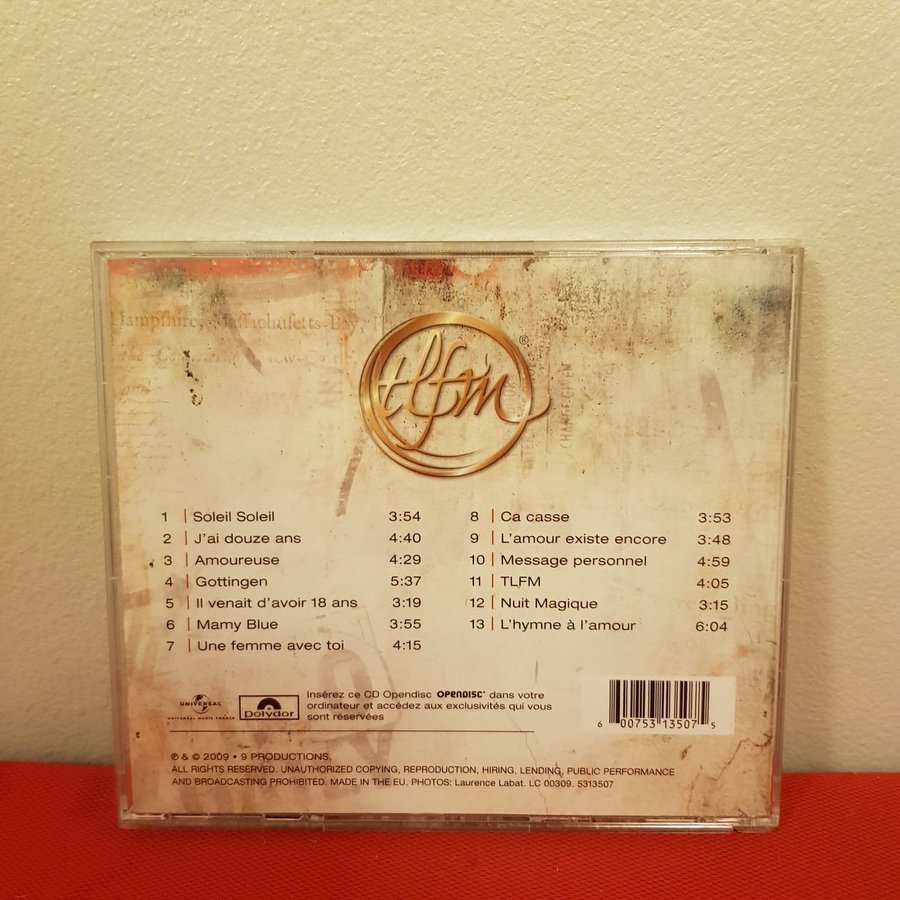 Hampshire, Massachusetts-Bay,
tlfm®
1 Soleil Soleil 3:54
2 J'ai douze ans 4:40
3 Amoureuse 4:29
4 Gottingen 5:37
5 Il venait d'avoir 18 ans 3:19
6 Mamy Blue 3:55
7 Une femme avec toi 4:15
8 Ca casse 3:53
9 L'amour existe encore 3:48
10 Message personnel 4:59
11 TLFM 4:05
12 Nuit Magique 3:15
13 L'hymne à l'amour 6:04
UNIVERSAL
UNIVERSAL MUSIC FRANCE
Polydor
Insérez ce CD Opendisc OPENDISC° dans votre
ordinateur et accédez aux exclusivités qui vous
sont réservées
6 00753 13507 5
℗ & © 2009 • 9 PRODUCTIONS.
ALL RIGHTS RESERVED. UNAUTHORIZED COPYING, REPRODUCTION, HIRING, LENDING, PUBLIC PERFORMANCE
AND BROADCASTING PROHIBITED. MADE IN THE EU. PHOTOS: Laurence Labat. LC 00309. 5313507